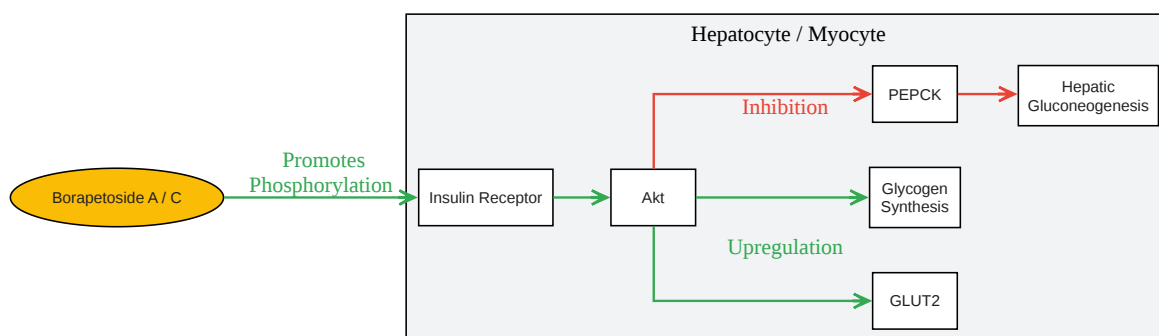 Hepatocyte / Myocyte
Inhibition
PEPCK
Hepatic
Gluconeogenesis
Promotes
Phosphorylation
Borapetoside A / C
Insulin Receptor
Akt
Glycogen
Synthesis
Upregulation
GLUT2